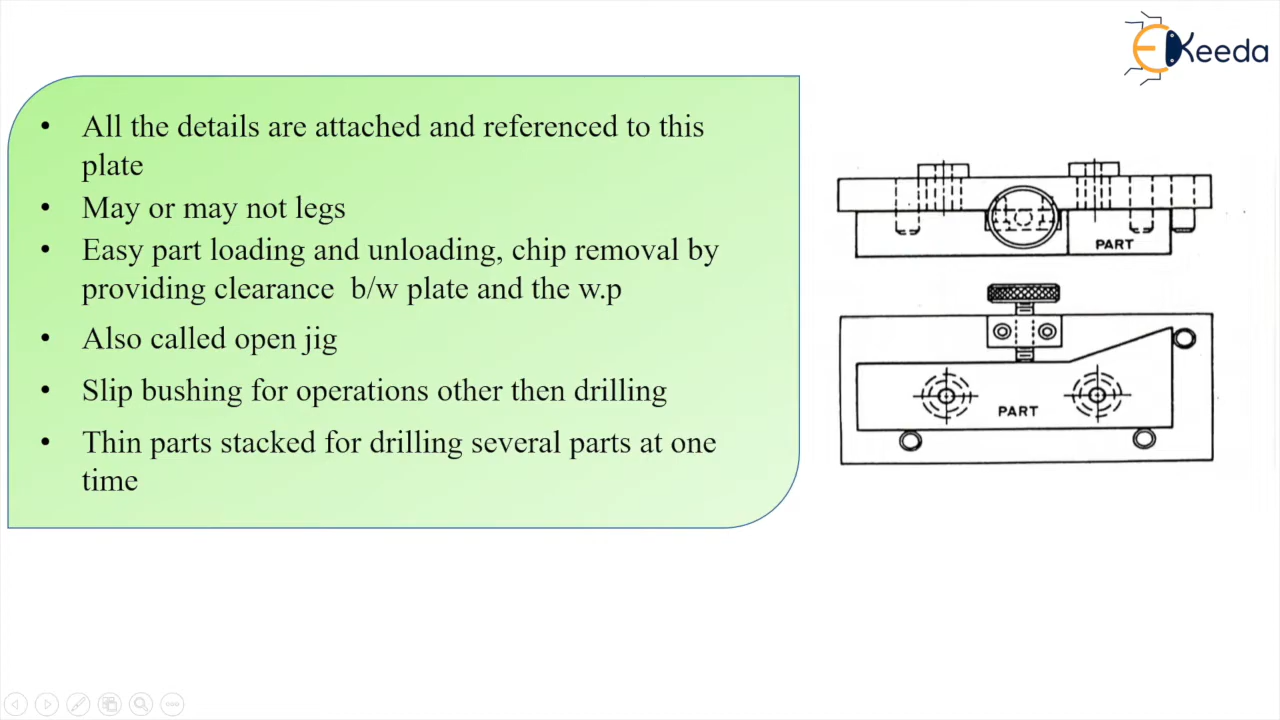 EKeeda
• All the details are attached and referenced to this
plate
• May or may not legs
• Easy part loading and unloading, chip removal by
providing clearance b/w plate and the w.p
• Also called open jig
• Slip bushing for operations other then drilling
• Thin parts stacked for drilling several parts at one
time
PART
PART